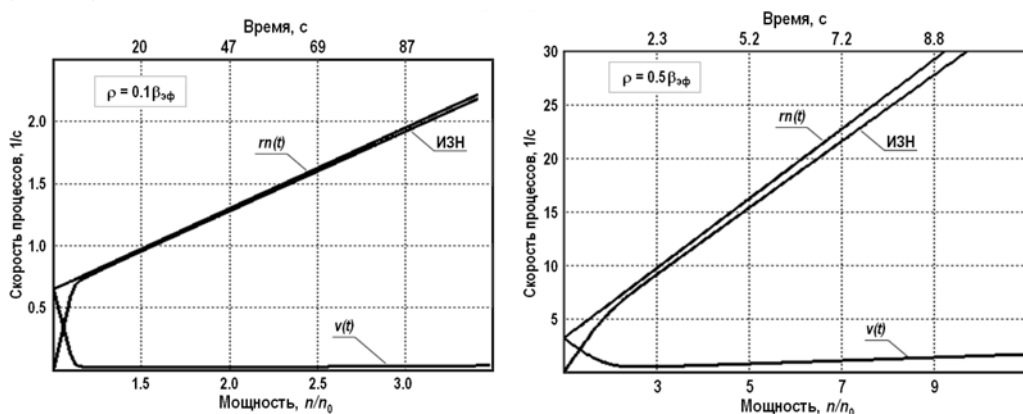 Время, с
20 47 69 87
ρ = 0.1βэф
Скорость процессов, 1/с
2.0
1.5
1.0
0.5
rn(t)
ИЗН
v(t)
1.5 2.0 2.5 3.0
Мощность, n/n0
Время, с
2.3 5.2 7.2 8.8
ρ = 0.5βэф
Скорость процессов, 1/с
30
25
20
15
10
5
rn(t)
ИЗН
v(t)
3 5 7 9
Мощность, n/n0